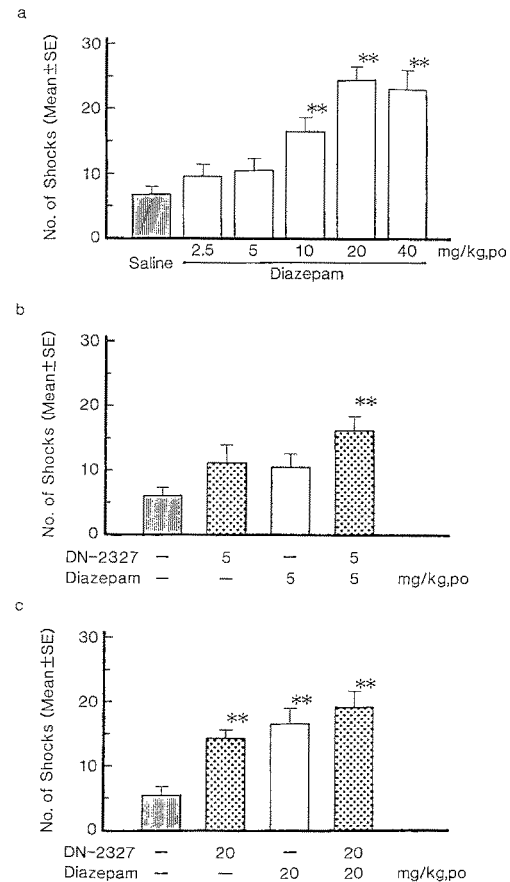 a
No. of Shocks (Mean±SE)
30
20
10
0
**
**
**
Saline
2.5 5 10 20 40 mg/kg,po
Diazepam
b
No. of Shocks (Mean±SE)
30
20
10
0
**
DN-2327 — 5 — 5
Diazepam — — 5 5 mg/kg,po
c
No. of Shocks (Mean±SE)
30
20
10
0
**
**
**
DN-2327 — 20 — 20
Diazepam — — 20 20 mg/kg,po